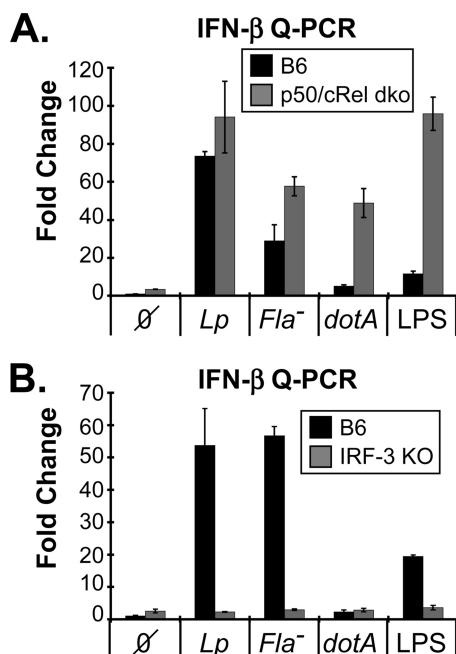 A.
IFN-β Q-PCR
B6
p50/cRel dko
Fold Change
120
100
80
60
40
20
0
Ø Lp Fla⁻ dotA LPS
B.
IFN-β Q-PCR
B6
IRF-3 KO
Fold Change
70
60
50
40
30
20
10
0
Ø Lp Fla⁻ dotA LPS